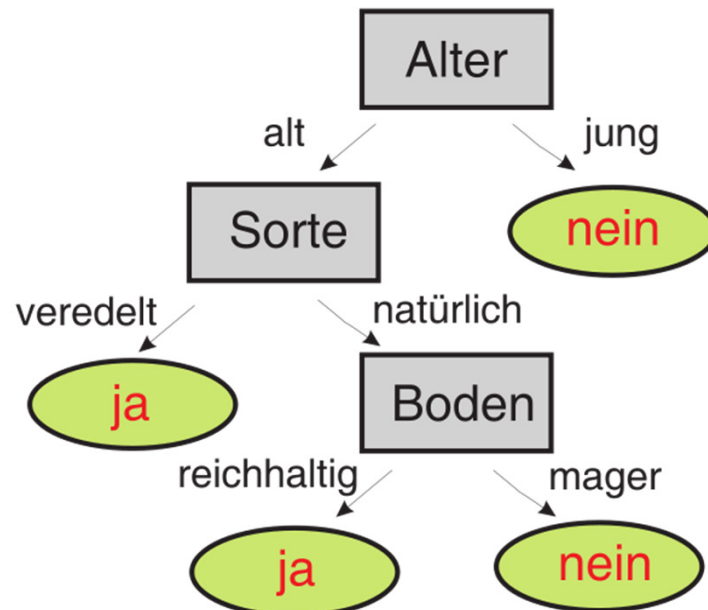 Alter
alt
jung
Sorte
nein
veredelt
natürlich
ja
Boden
reichhaltig
mager
ja
nein